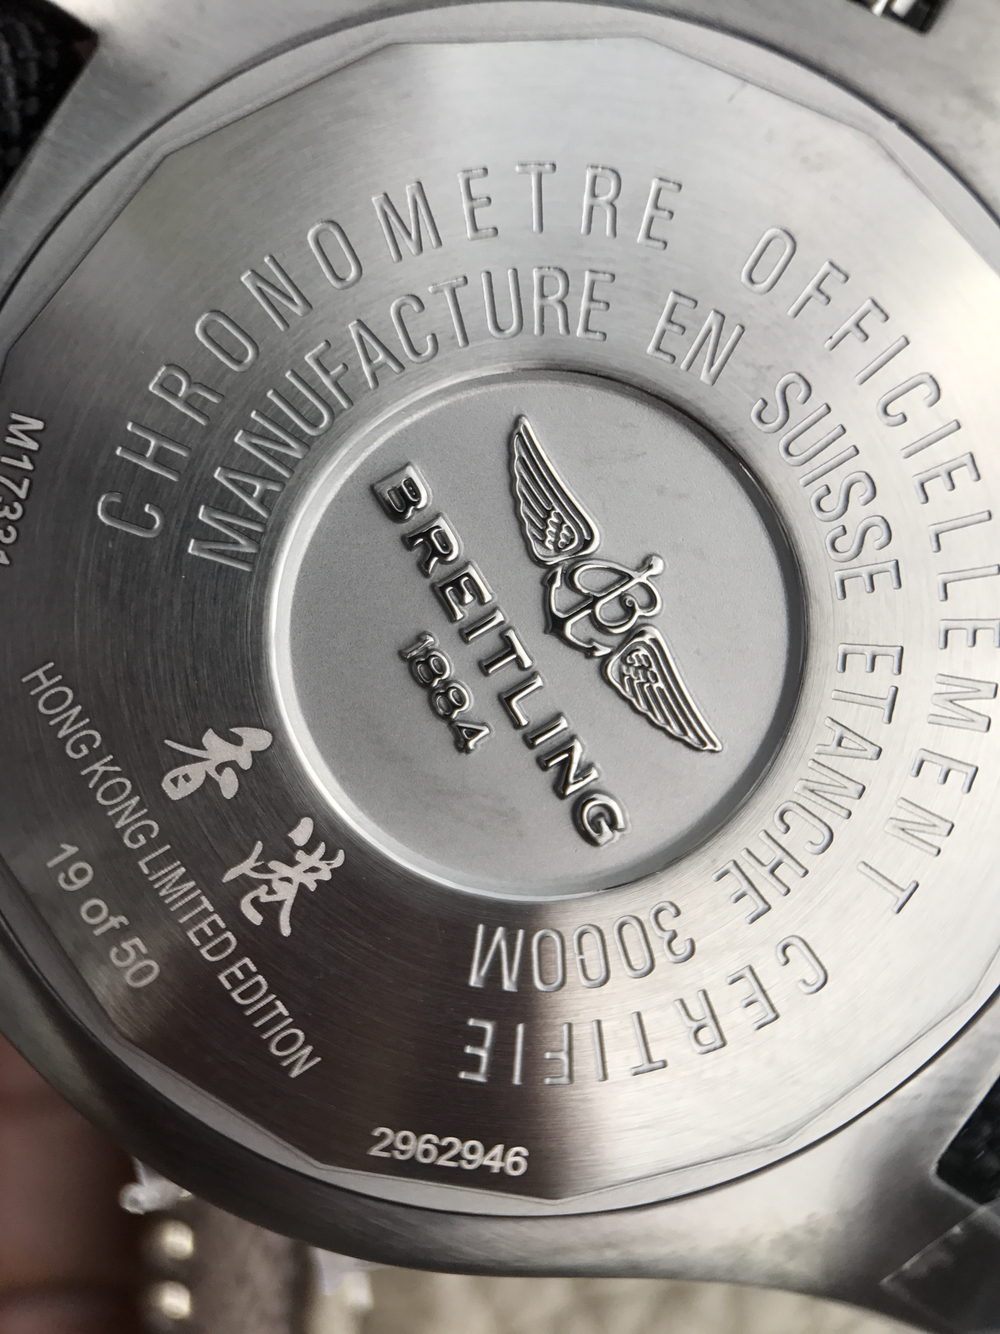 CHRONOMETRE OFFICIELLEMENT CERTIFIE
MANUFACTURE EN SUISSE ETANCHE 3000M
BREITLING
1884
香港
HONG KONG LIMITED EDITION
19 of 50
2962946